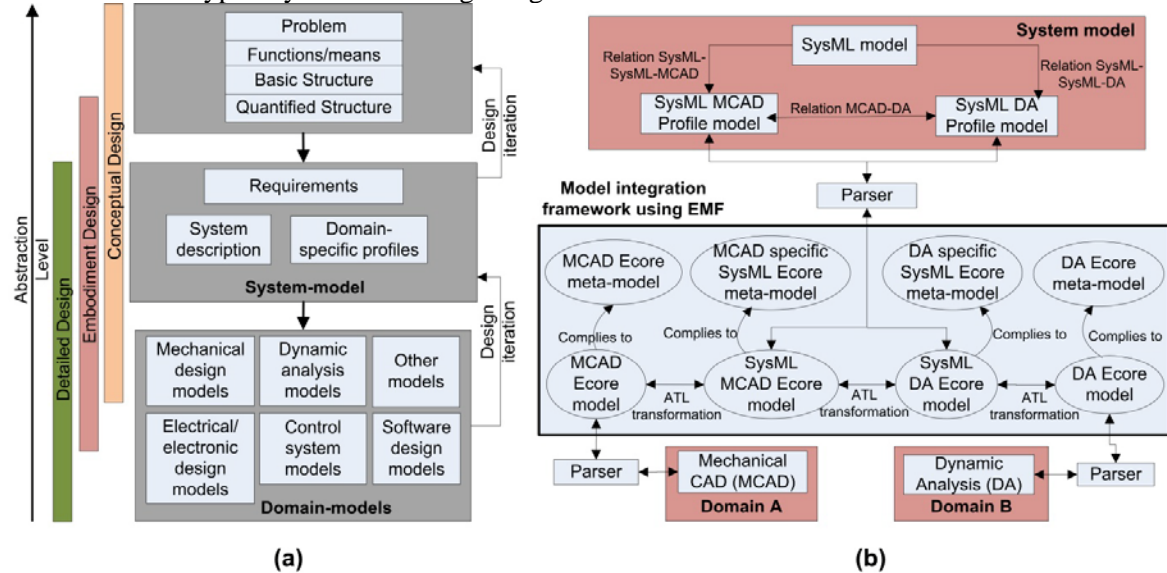 Abstraction
Level
Detailed Design
Embodiment Design
Conceptual Design
Problem
Functions/means
Basic Structure
Quantified Structure
Design
iteration
Requirements
System
description
Domain-
specific profiles
System-model
Design
iteration
Mechanical
design
models
Dynamic
analysis
models
Other
models
Electrical/
electronic
design
models
Control
system
models
Software
design
models
Domain-models
(a)
System model
SysML model
Relation SysML-
SysML-MCAD
Relation SysML-
SysML-DA
SysML MCAD
Profile model
Relation MCAD-DA
SysML DA
Profile model
Parser
Model integration
framework using EMF
MCAD Ecore
meta-model
MCAD specific
SysML Ecore
meta-model
DA specific
SysML Ecore
meta-model
DA Ecore
meta-model
Complies to
Complies to
Complies to
Complies to
MCAD
Ecore
model
ATL
transformation
SysML
MCAD Ecore
model
ATL
transformation
SysML
DA Ecore
model
ATL
transformation
DA Ecore
model
Parser
Mechanical
CAD (MCAD)
Domain A
Dynamic
Analysis (DA)
Domain B
Parser
(b)